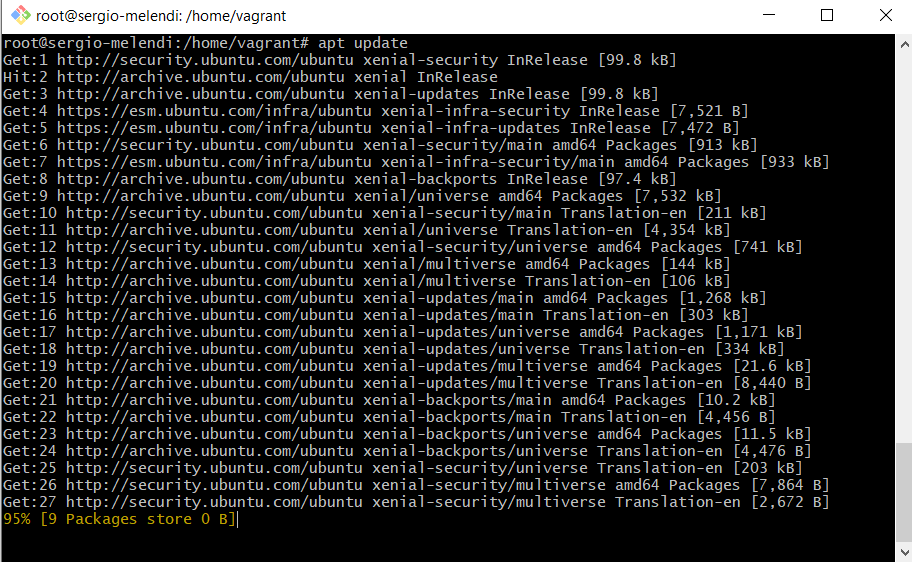 root@sergio-melendi: /home/vagrant
root@sergio-melendi:/home/vagrant# apt update
Get:1 http://security.ubuntu.com/ubuntu xenial-security InRelease [99.8 kB]
Hit:2 http://archive.ubuntu.com/ubuntu xenial InRelease
Get:3 http://archive.ubuntu.com/ubuntu xenial-updates InRelease [99.8 kB]
Get:4 https://esm.ubuntu.com/infra/ubuntu xenial-infra-security InRelease [7,521 B]
Get:5 https://esm.ubuntu.com/infra/ubuntu xenial-infra-updates InRelease [7,472 B]
Get:6 http://security.ubuntu.com/ubuntu xenial-security/main amd64 Packages [913 kB]
Get:7 https://esm.ubuntu.com/infra/ubuntu xenial-infra-security/main amd64 Packages [933 kB]
Get:8 http://archive.ubuntu.com/ubuntu xenial-backports InRelease [97.4 kB]
Get:9 http://archive.ubuntu.com/ubuntu xenial/universe amd64 Packages [7,532 kB]
Get:10 http://security.ubuntu.com/ubuntu xenial-security/main Translation-en [211 kB]
Get:11 http://archive.ubuntu.com/ubuntu xenial/universe Translation-en [4,354 kB]
Get:12 http://security.ubuntu.com/ubuntu xenial-security/universe amd64 Packages [741 kB]
Get:13 http://archive.ubuntu.com/ubuntu xenial/multiverse amd64 Packages [144 kB]
Get:14 http://archive.ubuntu.com/ubuntu xenial/multiverse Translation-en [106 kB]
Get:15 http://archive.ubuntu.com/ubuntu xenial-updates/main amd64 Packages [1,268 kB]
Get:16 http://archive.ubuntu.com/ubuntu xenial-updates/main Translation-en [303 kB]
Get:17 http://archive.ubuntu.com/ubuntu xenial-updates/universe amd64 Packages [1,171 kB]
Get:18 http://archive.ubuntu.com/ubuntu xenial-updates/universe Translation-en [334 kB]
Get:19 http://archive.ubuntu.com/ubuntu xenial-updates/multiverse amd64 Packages [21.6 kB]
Get:20 http://archive.ubuntu.com/ubuntu xenial-updates/multiverse Translation-en [8,440 B]
Get:21 http://archive.ubuntu.com/ubuntu xenial-backports/main amd64 Packages [10.2 kB]
Get:22 http://archive.ubuntu.com/ubuntu xenial-backports/main Translation-en [4,456 B]
Get:23 http://archive.ubuntu.com/ubuntu xenial-backports/universe amd64 Packages [11.5 kB]
Get:24 http://archive.ubuntu.com/ubuntu xenial-backports/universe Translation-en [4,476 B]
Get:25 http://security.ubuntu.com/ubuntu xenial-security/universe Translation-en [203 kB]
Get:26 http://security.ubuntu.com/ubuntu xenial-security/multiverse amd64 Packages [7,864 B]
Get:27 http://security.ubuntu.com/ubuntu xenial-security/multiverse Translation-en [2,672 B]
95% [9 Packages store 0 B]